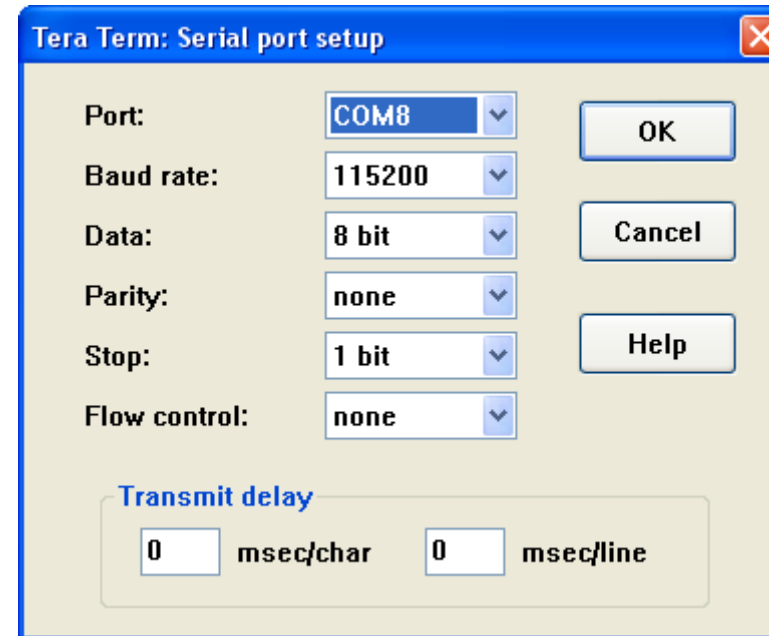 Tera Term: Serial port setup
Port: COM8
OK
Baud rate: 115200
Data: 8 bit
Cancel
Parity: none
Stop: 1 bit
Help
Flow control: none
Transmit delay
0 msec/char 0 msec/line